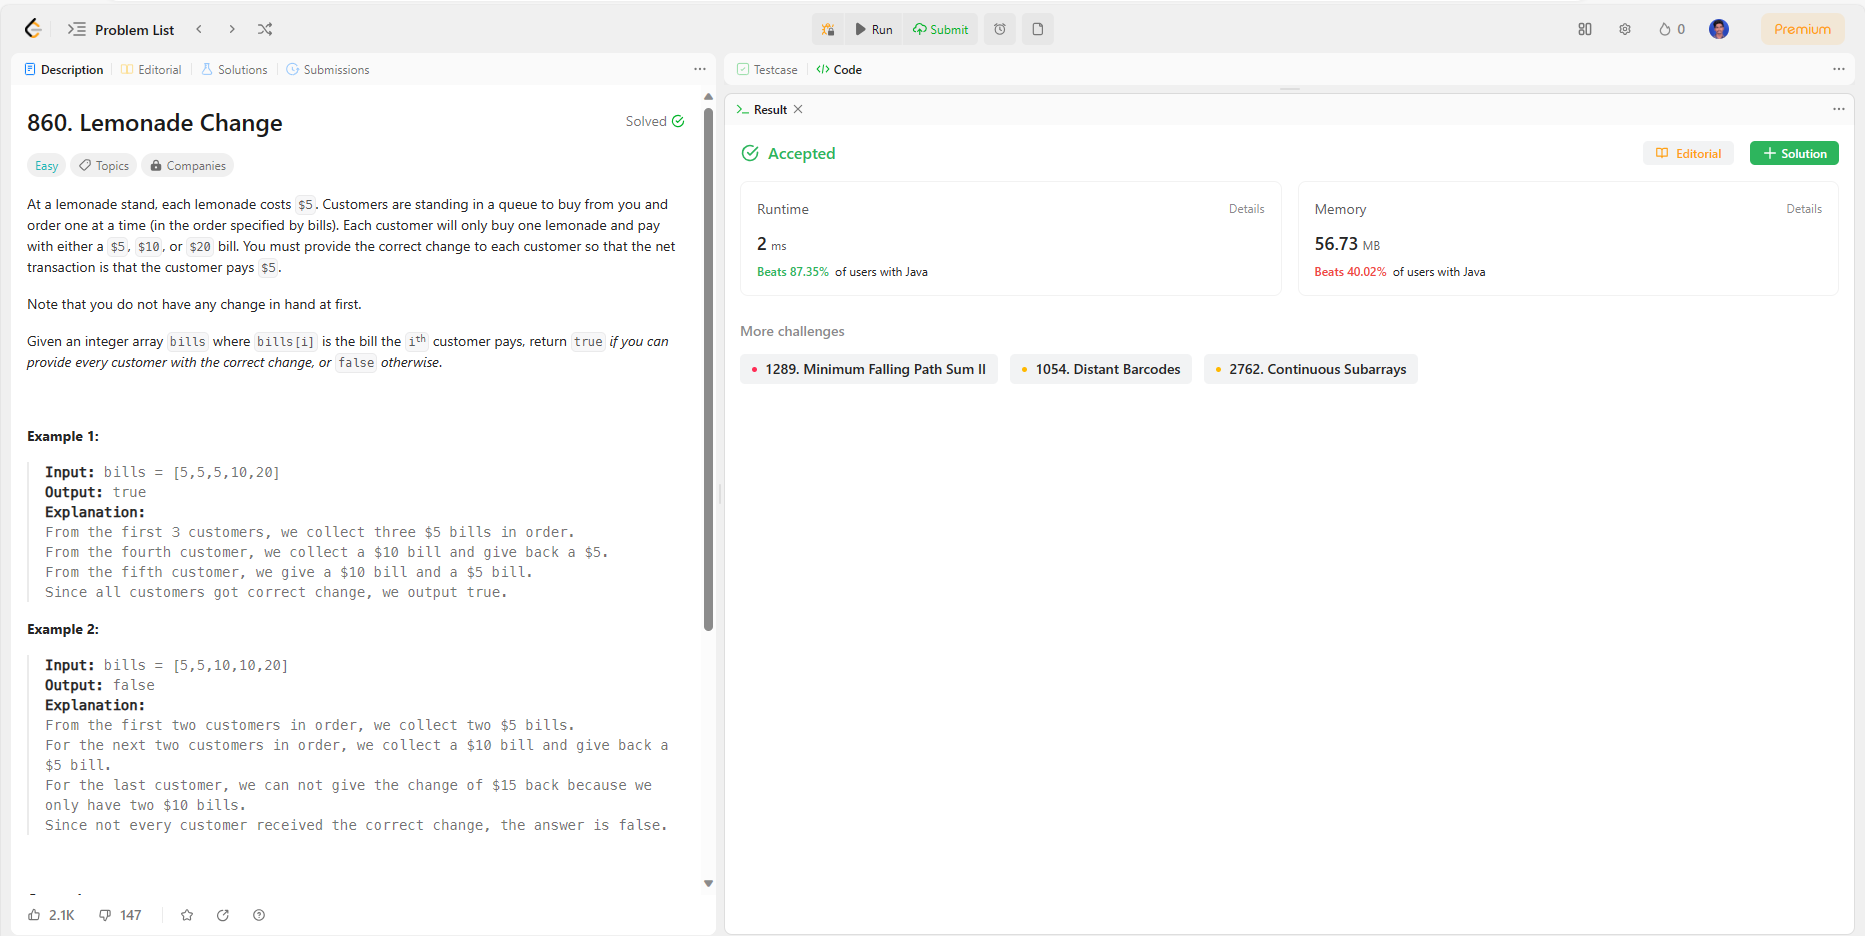 Problem List
Run
Submit
0
Premium
Description
Editorial
Solutions
Submissions
860. Lemonade Change
Solved
Easy
Topics
Companies
At a lemonade stand, each lemonade costs $5. Customers are standing in a queue to buy from you and
order one at a time (in the order specified by bills). Each customer will only buy one lemonade and pay
with either a $5, $10, or $20 bill. You must provide the correct change to each customer so that the net
transaction is that the customer pays $5.
Note that you do not have any change in hand at first.
Given an integer array bills where bills[i] is the bill the ith customer pays, return true if you can
provide every customer with the correct change, or false otherwise.
Example 1:
Input: bills = [5,5,5,10,20]
Output: true
Explanation:
From the first 3 customers, we collect three $5 bills in order.
From the fourth customer, we collect a $10 bill and give back a $5.
From the fifth customer, we give a $10 bill and a $5 bill.
Since all customers got correct change, we output true.
Example 2:
Input: bills = [5,5,10,10,20]
Output: false
Explanation:
From the first two customers in order, we collect two $5 bills.
For the next two customers in order, we collect a $10 bill and give back a
$5 bill.
For the last customer, we can not give the change of $15 back because we
only have two $10 bills.
Since not every customer received the correct change, the answer is false.
2.1K
147
Testcase
Code
Result
Accepted
Editorial
Solution
Runtime
Details
2 ms
Beats 87.35% of users with Java
Memory
Details
56.73 MB
Beats 40.02% of users with Java
More challenges
1289. Minimum Falling Path Sum II
1054. Distant Barcodes
2762. Continuous Subarrays